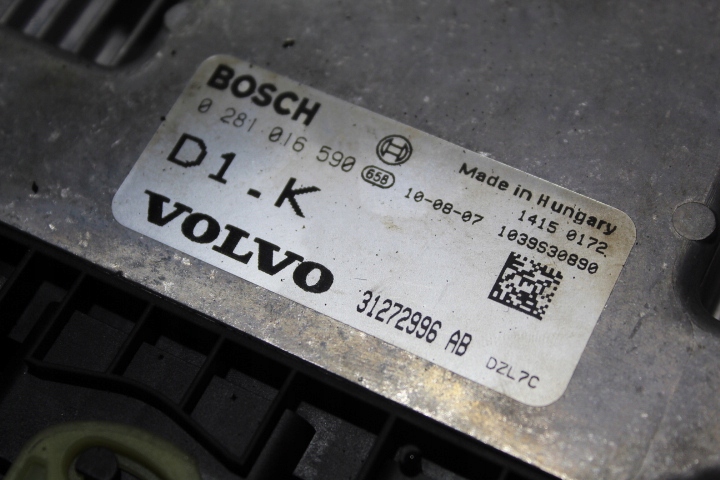 BOSCH
0 281 016 590
658
10-08-07
Made in Hungary
1415 0172
1039S30890
D1-K
VOLVO
31272996 AB
DZL7C